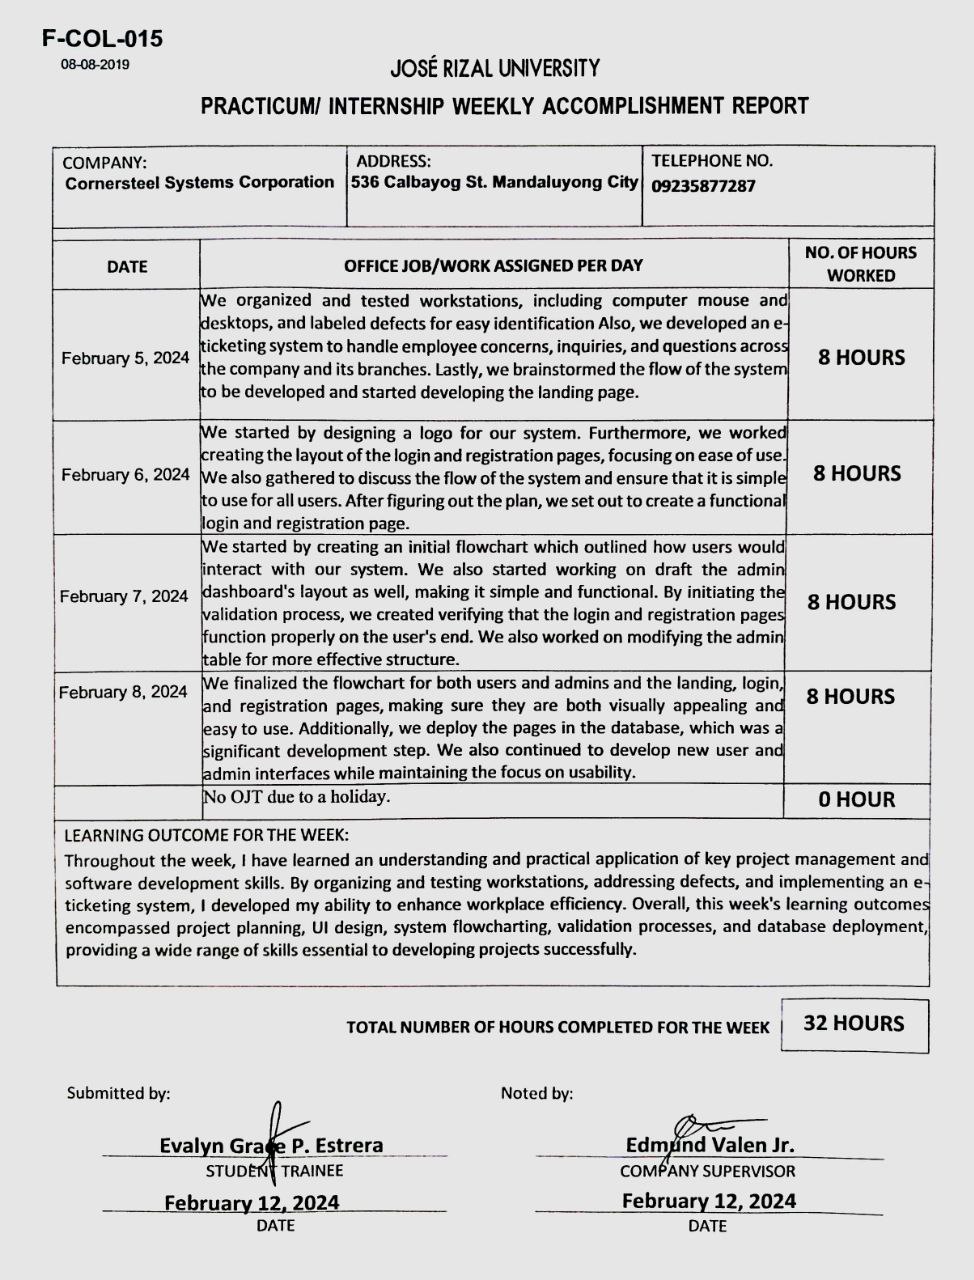 F-COL-015
08-08-2019
JOSÉ RIZAL UNIVERSITY
PRACTICUM/ INTERNSHIP WEEKLY ACCOMPLISHMENT REPORT
COMPANY:
Cornersteel Systems Corporation
ADDRESS:
536 Calbayog St. Mandaluyong City
TELEPHONE NO.
09235877287
DATE
OFFICE JOB/WORK ASSIGNED PER DAY
NO. OF HOURS
WORKED
February 5, 2024
We organized and tested workstations, including computer mouse and
desktops, and labeled defects for easy identification Also, we developed an e-
ticketing system to handle employee concerns, inquiries, and questions across
the company and its branches. Lastly, we brainstormed the flow of the system
to be developed and started developing the landing page.
8 HOURS
February 6, 2024
We started by designing a logo for our system. Furthermore, we worked
creating the layout of the login and registration pages, focusing on ease of use.
We also gathered to discuss the flow of the system and ensure that it is simple
to use for all users. After figuring out the plan, we set out to create a functional
login and registration page.
8 HOURS
February 7, 2024
We started by creating an initial flowchart which outlined how users would
interact with our system. We also started working on draft the admin
dashboard's layout as well, making it simple and functional. By initiating the
validation process, we created verifying that the login and registration pages
function properly on the user's end. We also worked on modifying the admin
table for more effective structure.
8 HOURS
February 8, 2024
We finalized the flowchart for both users and admins and the landing, login,
and registration pages, making sure they are both visually appealing and
easy to use. Additionally, we deploy the pages in the database, which was a
significant development step. We also continued to develop new user and
admin interfaces while maintaining the focus on usability.
8 HOURS
No OJT due to a holiday.
0 HOUR
LEARNING OUTCOME FOR THE WEEK:
Throughout the week, I have learned an understanding and practical application of key project management and
software development skills. By organizing and testing workstations, addressing defects, and implementing an e-
ticketing system, I developed my ability to enhance workplace efficiency. Overall, this week's learning outcomes
encompassed project planning, UI design, system flowcharting, validation processes, and database deployment,
providing a wide range of skills essential to developing projects successfully.
TOTAL NUMBER OF HOURS COMPLETED FOR THE WEEK
32 HOURS
Submitted by:
Evalyn Grace P. Estrera
STUDENT TRAINEE
February 12, 2024
DATE
Noted by:
Edmund Valen Jr.
COMPANY SUPERVISOR
February 12, 2024
DATE